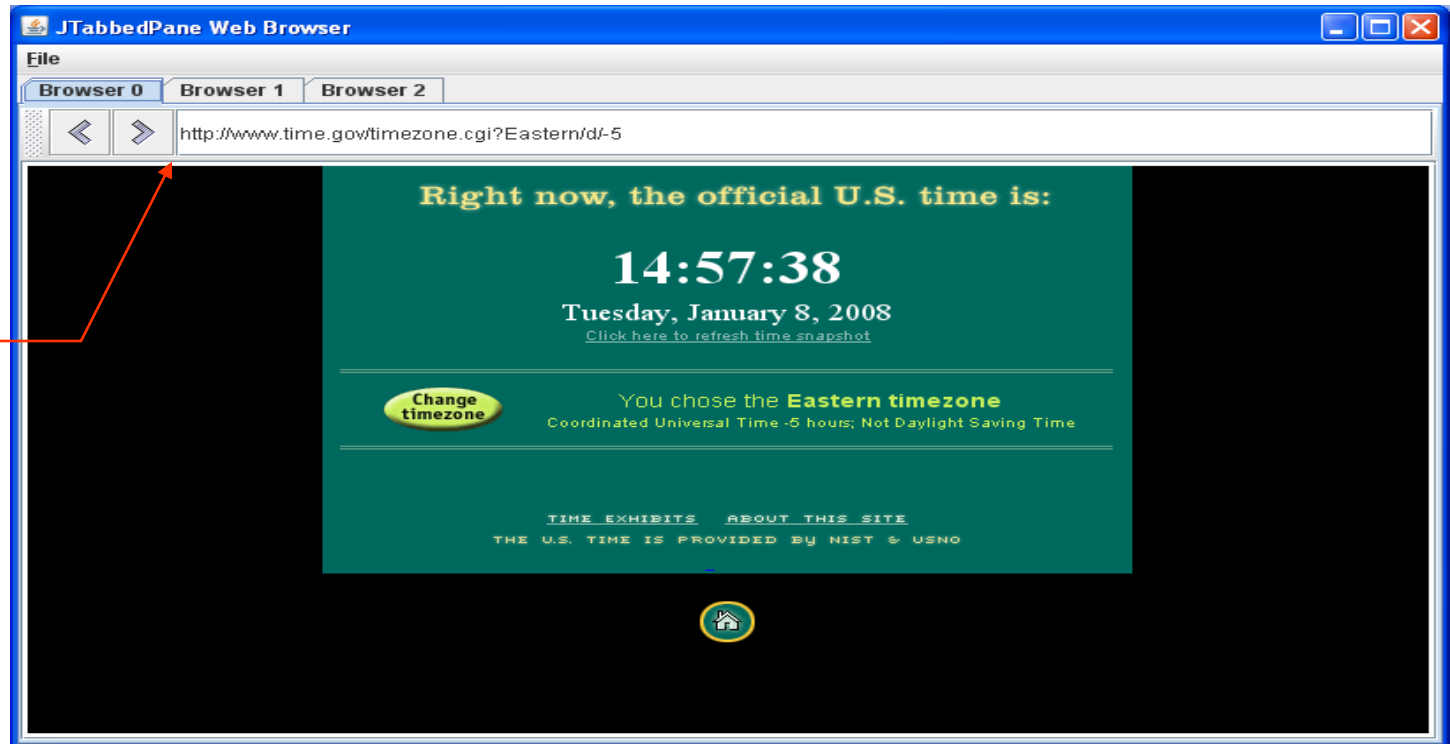 JTabbedPane Web Browser
File
Browser 0 Browser 1 Browser 2
http://www.time.gov/timezone.cgi?Eastern/d/-5
Right now, the official U.S. time is:
14:57:38
Tuesday, January 8, 2008
Click here to refresh time snapshot
Change
timezone
You chose the Eastern timezone
Coordinated Universal Time -5 hours; Not Daylight Saving Time
TIME EXHIBITS ABOUT THIS SITE
THE U.S. TIME IS PROVIDED BY NIST & USNO